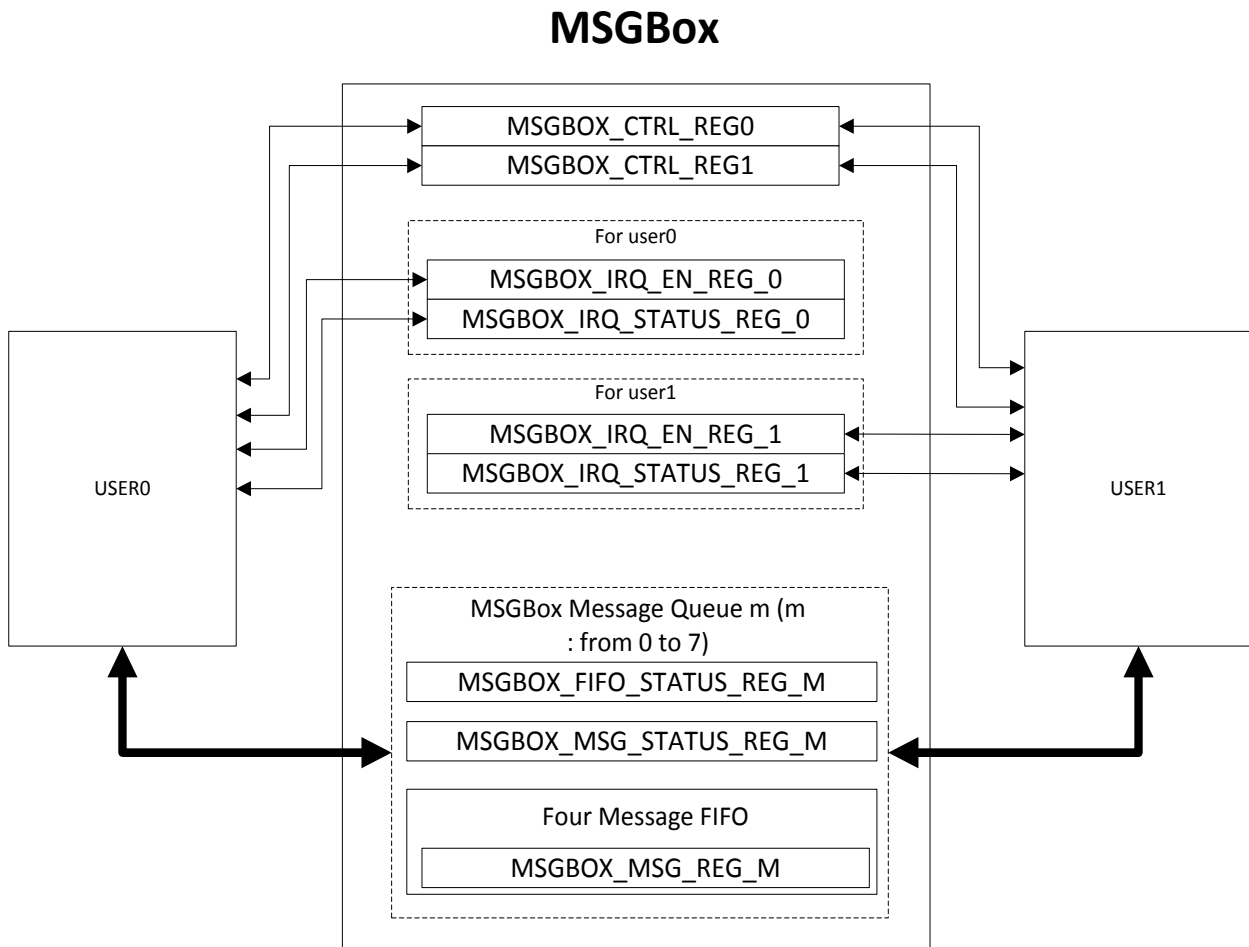 MSGBox
MSGBOX_CTRL_REG0
MSGBOX_CTRL_REG1
For user0
MSGBOX_IRQ_EN_REG_0
MSGBOX_IRQ_STATUS_REG_0
For user1
MSGBOX_IRQ_EN_REG_1
MSGBOX_IRQ_STATUS_REG_1
USER0
USER1
MSGBox Message Queue m (m
: from 0 to 7)
MSGBOX_FIFO_STATUS_REG_M
MSGBOX_MSG_STATUS_REG_M
Four Message FIFO
MSGBOX_MSG_REG_M